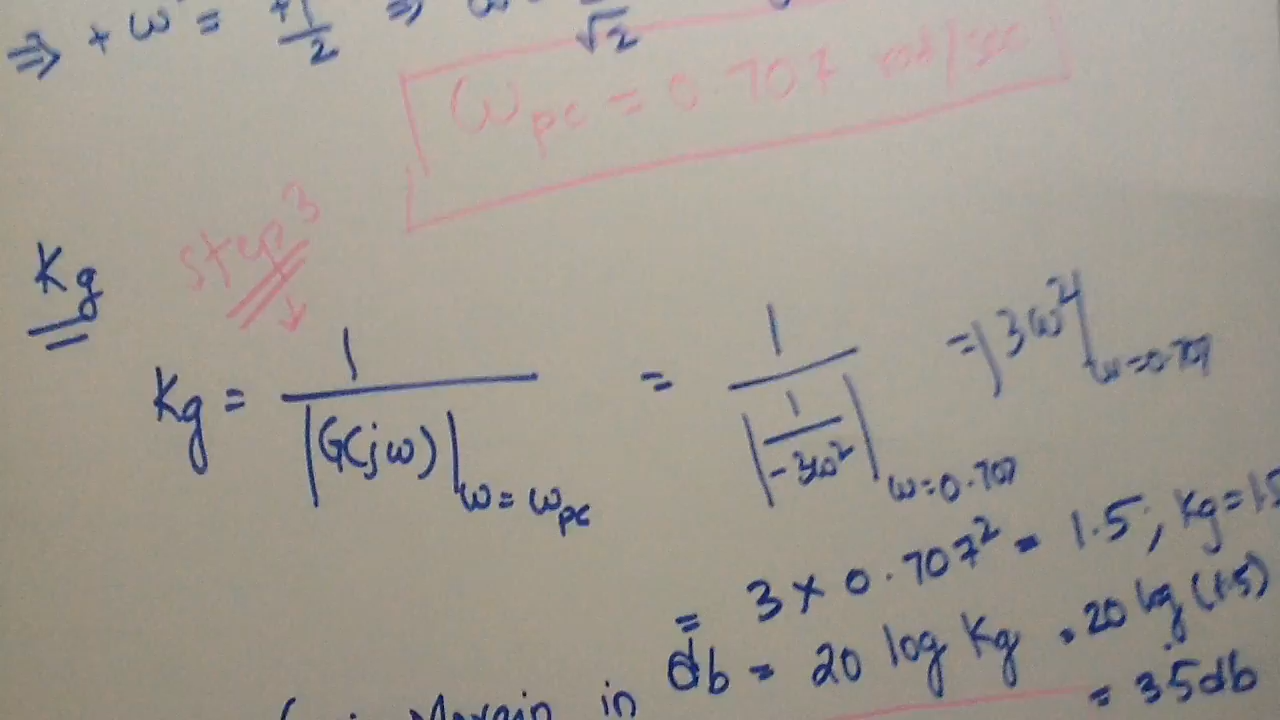 ⇒ + ω = +1/2 ⇒ ω = /√2
ωpc = 0.707 rad/sec
Step 3
Kg
Kg = 1/|G(jω)|ω=ωpc = 1/|1/-3ω²|ω=0.707 = |3ω²|ω=0.707
= 3 × 0.707² = 1.5, Kg = 1.5
Margin in db = 20 log Kg = 20 log (1.5)
= 3.5 db